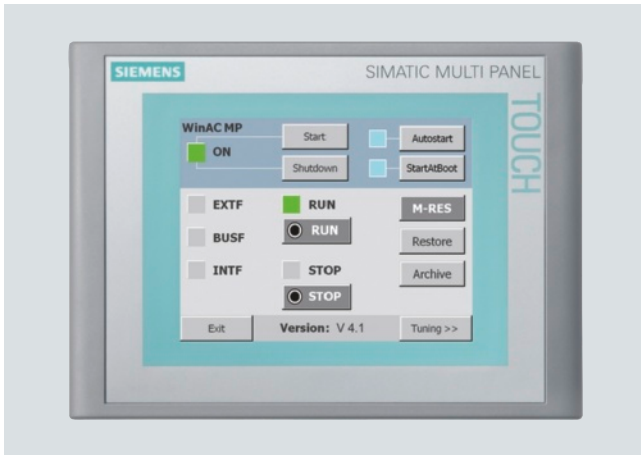 SIEMENS
SIMATIC MULTI PANEL
TOUCH
WinAC MP
ON
Start
Autostart
Shutdown
StartAtBoot
EXTF
RUN
M-RES
BUSF
RUN
Restore
INTF
STOP
Archive
STOP
Exit
Version: V 4.1
Tuning >>